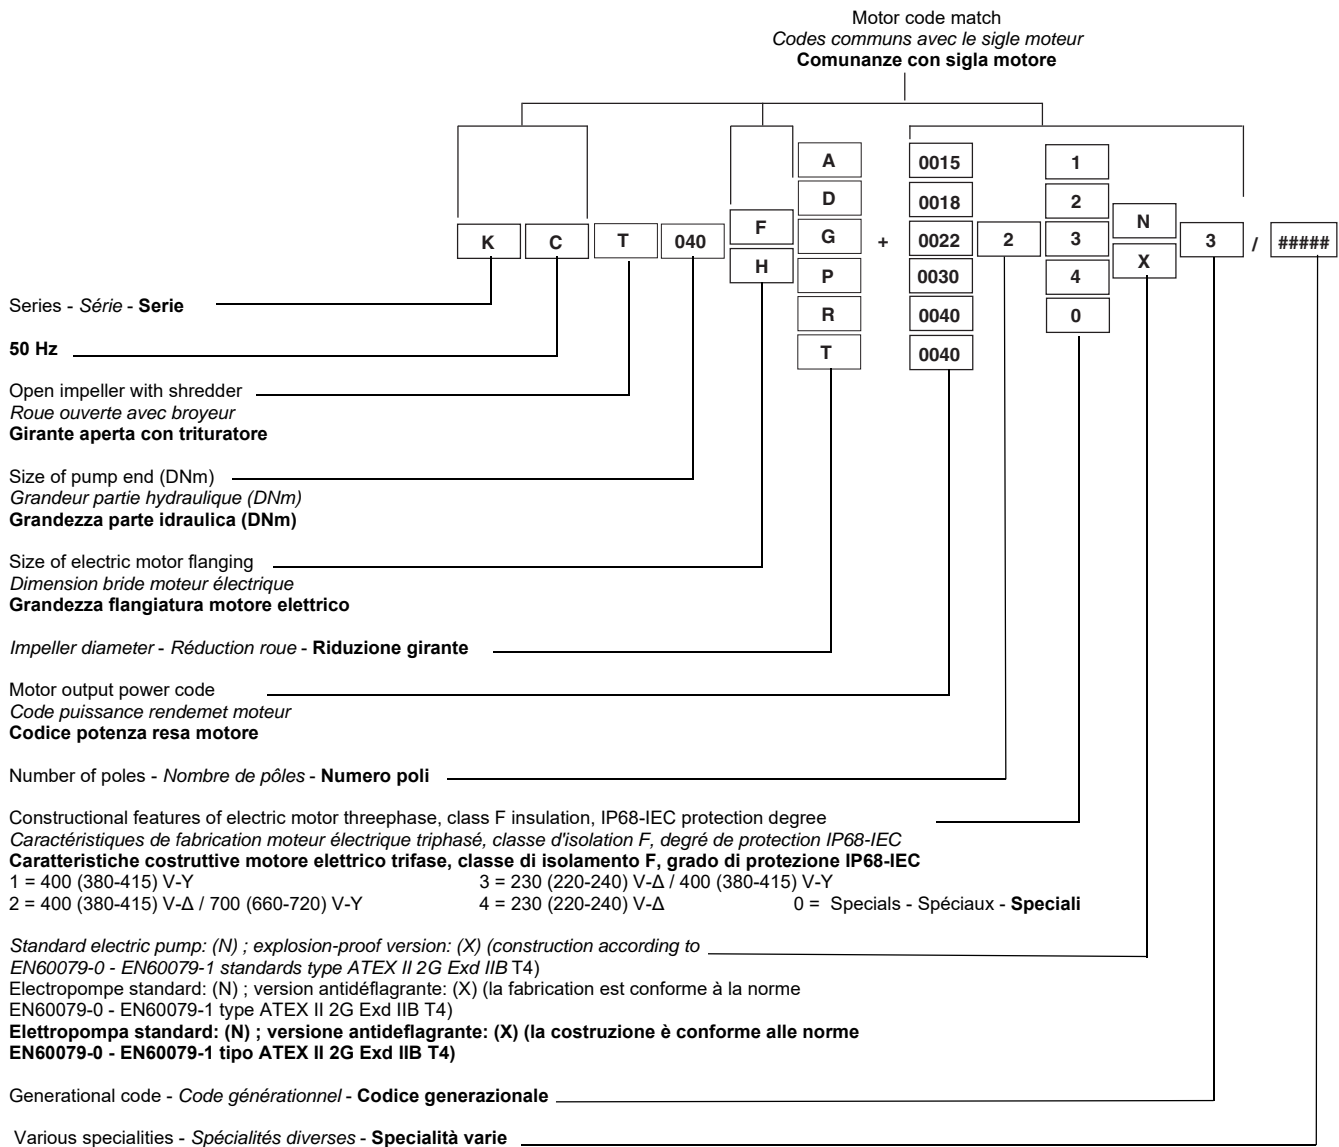 Motor code match
Codes communs avec le sigle moteur
Comunanze con sigla motore
A 0015 1
D 0018 2
K C T 040 F G + 0022 2 3 N 3 / #####
H P 0030 4 X
R 0040 0
T 0040
Series - Série - Serie
50 Hz
Open impeller with shredder
Roue ouverte avec broyeur
Girante aperta con trituratore
Size of pump end (DNm)
Grandeur partie hydraulique (DNm)
Grandezza parte idraulica (DNm)
Size of electric motor flanging
Dimension bride moteur électrique
Grandezza flangiatura motore elettrico
Impeller diameter - Réduction roue - Riduzione girante
Motor output power code
Code puissance rendemet moteur
Codice potenza resa motore
Number of poles - Nombre de pôles - Numero poli
Constructional features of electric motor threephase, class F insulation, IP68-IEC protection degree
Caractéristiques de fabrication moteur électrique triphasé, classe d'isolation F, degré de protection IP68-IEC
Caratteristiche costruttive motore elettrico trifase, classe di isolamento F, grado di protezione IP68-IEC
1 = 400 (380-415) V-Y 3 = 230 (220-240) V-Δ / 400 (380-415) V-Y
2 = 400 (380-415) V-Δ / 700 (660-720) V-Y 4 = 230 (220-240) V-Δ 0 = Specials - Spéciaux - Speciali
Standard electric pump: (N) ; explosion-proof version: (X) (construction according to
EN60079-0 - EN60079-1 standards type ATEX II 2G Exd IIB T4)
Electropompe standard: (N) ; version antidéflagrante: (X) (la fabrication est conforme à la norme
EN60079-0 - EN60079-1 type ATEX II 2G Exd IIB T4)
Elettropompa standard: (N) ; versione antideflagrante: (X) (la costruzione è conforme alle norme
EN60079-0 - EN60079-1 tipo ATEX II 2G Exd IIB T4)
Generational code - Code générationnel - Codice generazionale
Various specialities - Spécialités diverses - Specialità varie